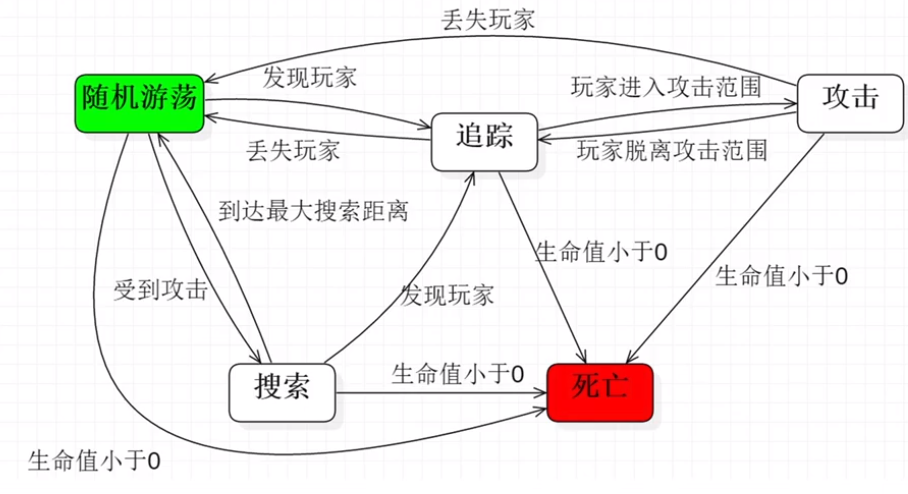 丢失玩家
发现玩家
随机游荡
玩家进入攻击范围
攻击
追踪
丢失玩家
玩家脱离攻击范围
到达最大搜索距离
生命值小于0
生命值小于0
受到攻击
发现玩家
搜索
生命值小于0
死亡
生命值小于0